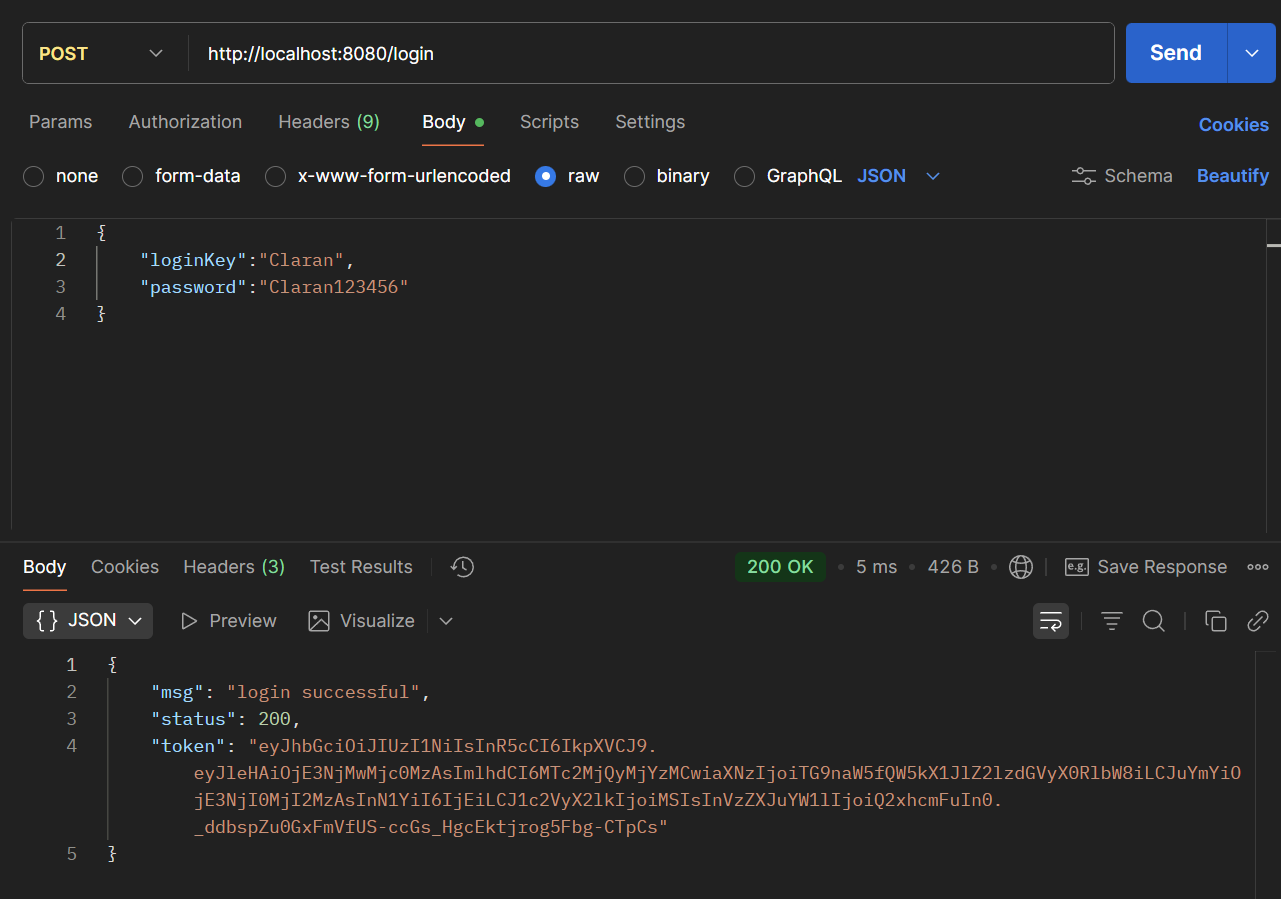 POST http://localhost:8080/login Send
Params Authorization Headers (9) Body Scripts Settings Cookies
none form-data x-www-form-urlencoded raw binary GraphQL JSON Schema Beautify
1 {
2 "loginKey":"Claran",
3 "password":"Claran123456"
4 }
Body Cookies Headers (3) Test Results 200 OK • 5 ms • 426 B • e.g. Save Response
{} JSON Preview Visualize
1 {
2 "msg": "login successful",
3 "status": 200,
4 "token": "eyJhbGciOiJIUzI1NiIsInR5cCI6IkpXVCJ9.
eyJleHAiOjE3NjMwMjc0MzAsImlhdCI6MTc2MjQyMjYzMCwiaXNzIjoiTG9naW5fQW5kX1JlZ2lzdGVyX0RlbW8iLCJuYmYiO
jE3NjI0MjI2MzAsInN1YiI6IjEiLCJ1c2VyX2lkIjoiMSIsInVzZXJuYW1lIjoiQ2xhcmFuIn0.
_ddbspZu0GxFmVfUS-ccGs_HgcEktjrog5Fbg-CTpCs"
5 }